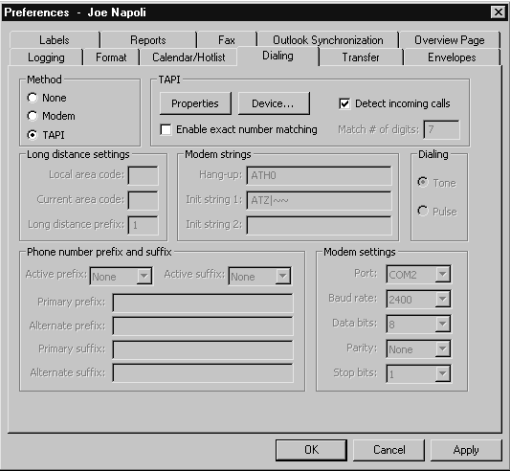 Preferences - Joe Napoli
Labels Reports Fax Outlook Synchronization Overview Page
Logging Format Calendar/Hotlist Dialing Transfer Envelopes
Method
None
Modem
TAPI
TAPI
Properties Device... Detect incoming calls
Enable exact number matching Match # of digits: 7
Long distance settings
Local area code:
Current area code:
Long distance prefix: 1
Modem strings
Hang-up: ATH0
Init string 1: ATZ|~~
Init string 2:
Dialing
Tone
Pulse
Phone number prefix and suffix
Active prefix: None Active suffix: None
Primary prefix:
Alternate prefix:
Primary suffix:
Alternate suffix:
Modem settings
Port: COM2
Baud rate: 2400
Data bits: 8
Parity: None
Stop bits: 1
OK Cancel Apply